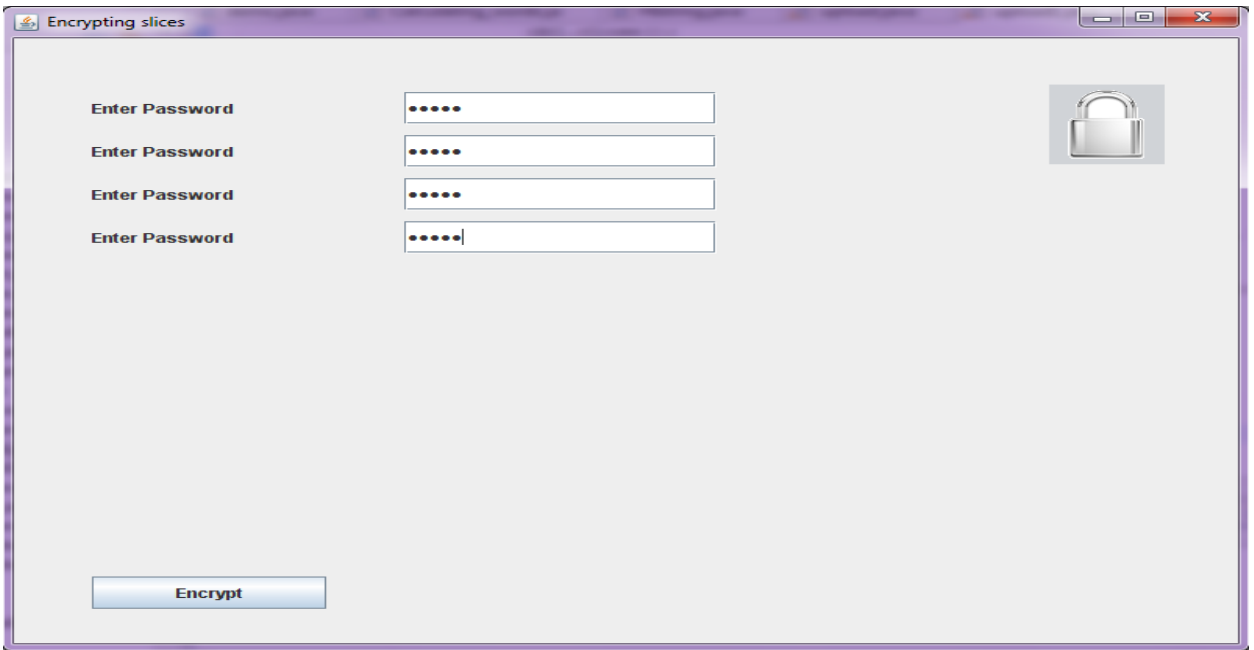 Encrypting slices
Enter Password •••••
Enter Password •••••
Enter Password •••••
Enter Password •••••
Encrypt